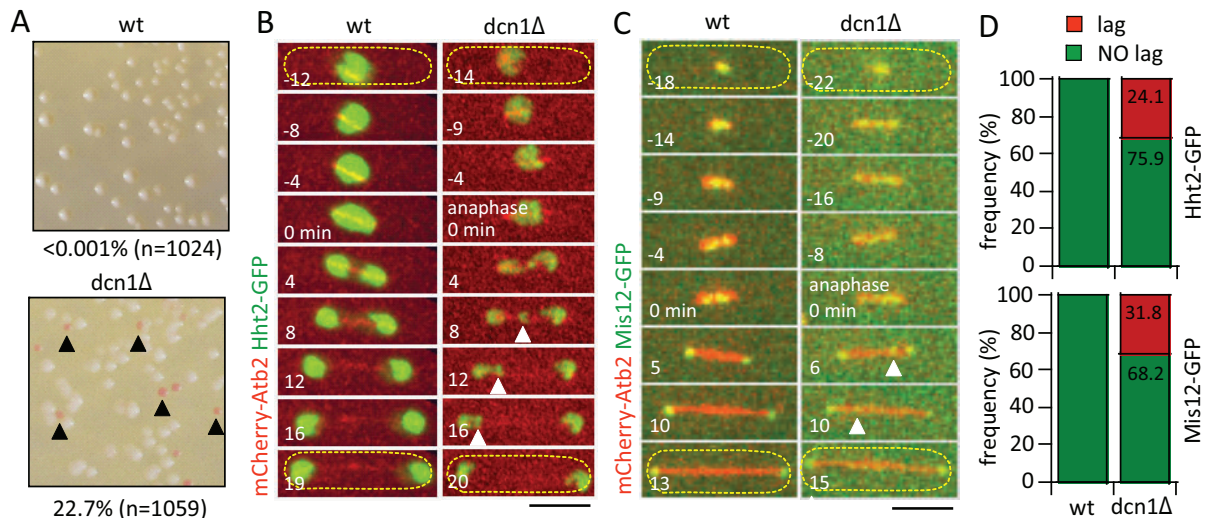 A
wt
<0.001% (n=1024)
dcn1Δ
22.7% (n=1059)
B
wt
dcn1Δ
mCherry-Atb2 Hht2-GFP
-12
-14
-8
-9
-4
-4
0 min
anaphase
0 min
4
4
8
8
12
12
16
16
19
20
C
wt
dcn1Δ
mCherry-Atb2 Mis12-GFP
-18
-22
-14
-20
-9
-16
-4
-8
0 min
anaphase
0 min
5
6
10
10
13
15
D
lag
NO lag
frequency (%)
100
80
60
40
20
0
24.1
75.9
Hht2-GFP
frequency (%)
100
80
60
40
20
0
31.8
68.2
Mis12-GFP
wt
dcn1Δ